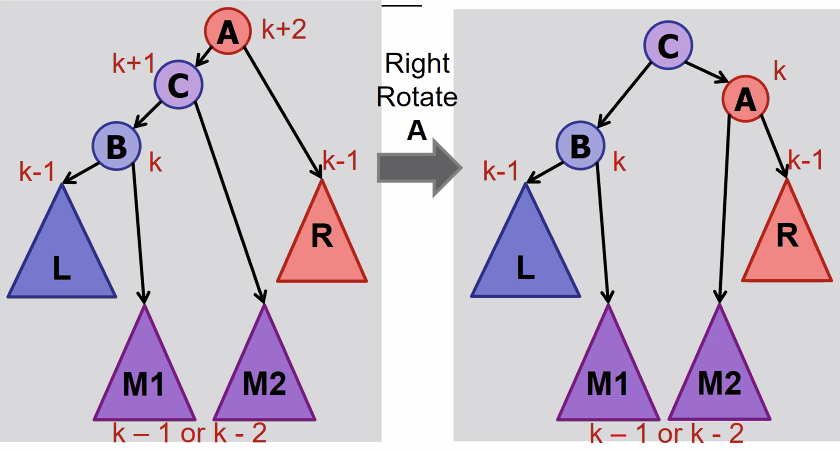 A k+2
k+1 C
B k
k-1
k-1
L
R
M1 M2
k – 1 or k - 2
Right
Rotate
A
C
k
A
B k
k-1
k-1
L
R
M1 M2
k – 1 or k - 2